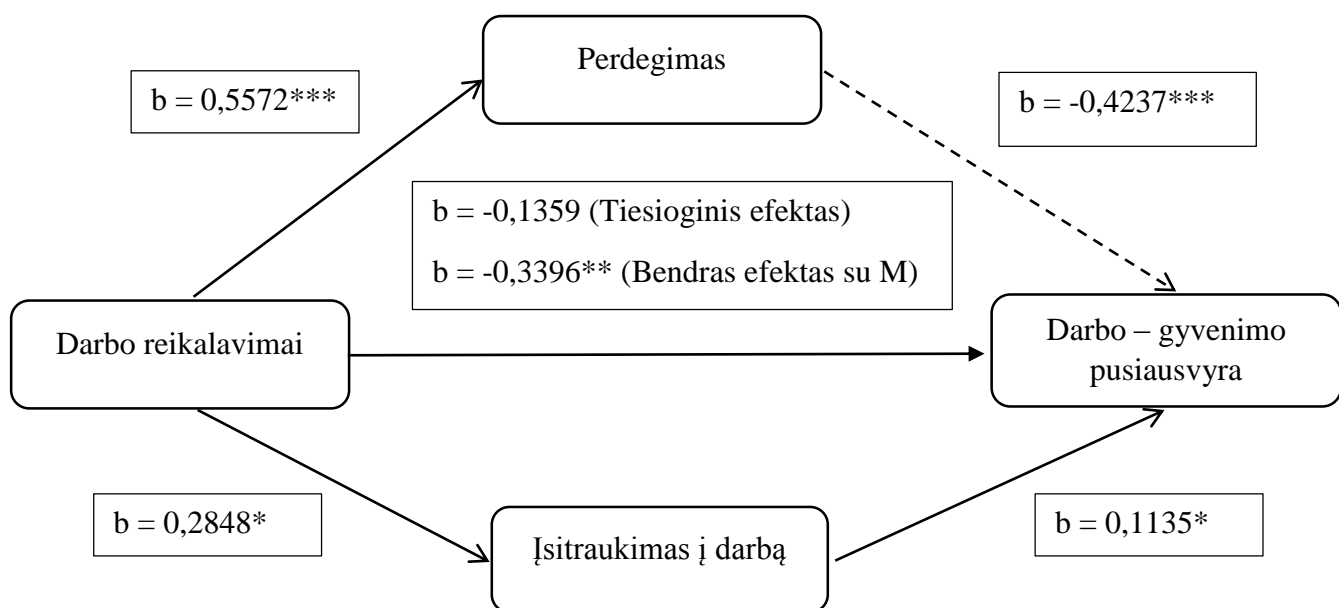 Perdegimas
b = 0,5572***
b = -0,4237***
b = -0,1359 (Tiesioginis efektas)
b = -0,3396** (Bendras efektas su M)
Darbo reikalavimai
Darbo – gyvenimo
pusiausvyra
b = 0,2848*
Įsitraukimas į darbą
b = 0,1135*